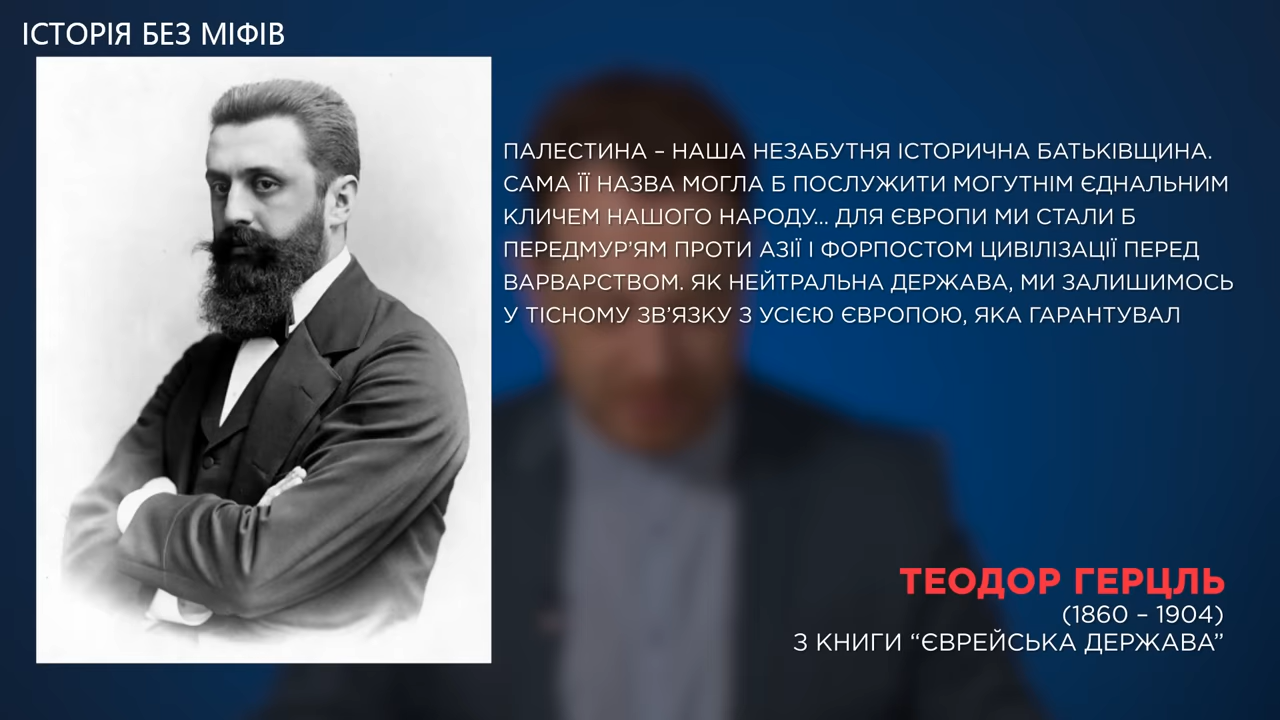 ІСТОРІЯ БЕЗ МІФІВ
ПАЛЕСТИНА – НАША НЕЗАБУТНЯ ІСТОРИЧНА БАТЬКІВЩИНА.
САМА ЇЇ НАЗВА МОГЛА Б ПОСЛУЖИТИ МОГУТНІМ ЄДНАЛЬНИМ
КЛИЧЕМ НАШОГО НАРОДУ... ДЛЯ ЄВРОПИ МИ СТАЛИ Б
ПЕРЕДМУР’ЯМ ПРОТИ АЗІЇ І ФОРПОСТОМ ЦИВІЛІЗАЦІЇ ПЕРЕД
ВАРВАРСТВОМ. ЯК НЕЙТРАЛЬНА ДЕРЖАВА, МИ ЗАЛИШИМОСЬ
У ТІСНОМУ ЗВ’ЯЗКУ З УСІЄЮ ЄВРОПОЮ, ЯКА ГАРАНТУВАЛ
ТЕОДОР ГЕРЦЛЬ
(1860 – 1904)
З КНИГИ “ЄВРЕЙСЬКА ДЕРЖАВА”